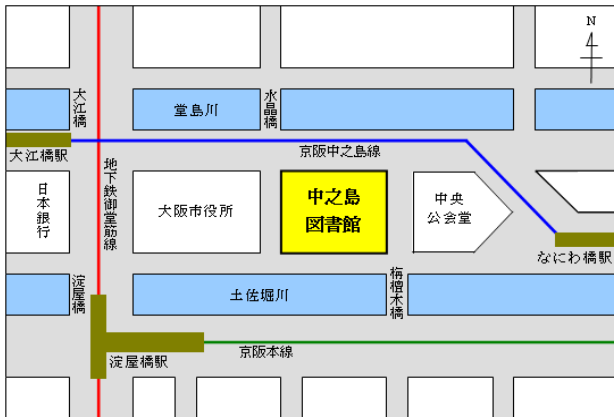 N
大江橋
堂島川
水晶橋
大江橋駅
京阪中之島線
地下鉄御堂筋線
日本銀行
大阪市役所
中之島
図書館
中央
公会堂
なにわ橋駅
淀屋橋
土佐堀川
栴檀木橋
京阪本線
淀屋橋駅